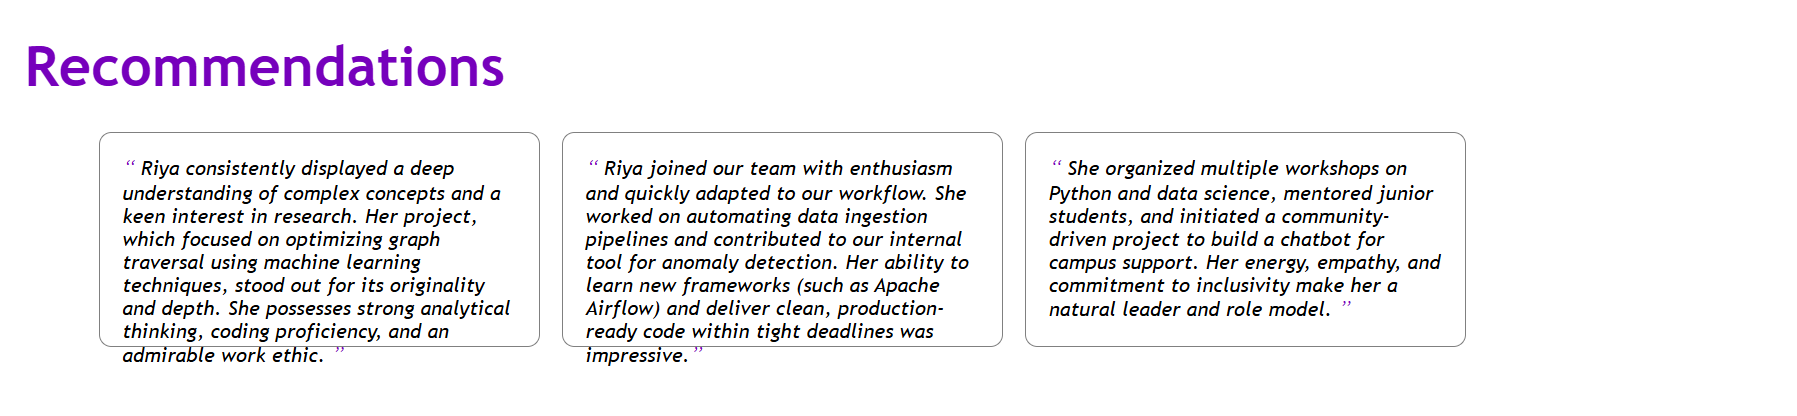 Recommendations
“ Riya consistently displayed a deep
understanding of complex concepts and a
keen interest in research. Her project,
which focused on optimizing graph
traversal using machine learning
techniques, stood out for its originality
and depth. She possesses strong analytical
thinking, coding proficiency, and an
admirable work ethic. ”
“ Riya joined our team with enthusiasm
and quickly adapted to our workflow. She
worked on automating data ingestion
pipelines and contributed to our internal
tool for anomaly detection. Her ability to
learn new frameworks (such as Apache
Airflow) and deliver clean, production-
ready code within tight deadlines was
impressive.”
“ She organized multiple workshops on
Python and data science, mentored junior
students, and initiated a community-
driven project to build a chatbot for
campus support. Her energy, empathy, and
commitment to inclusivity make her a
natural leader and role model. ”